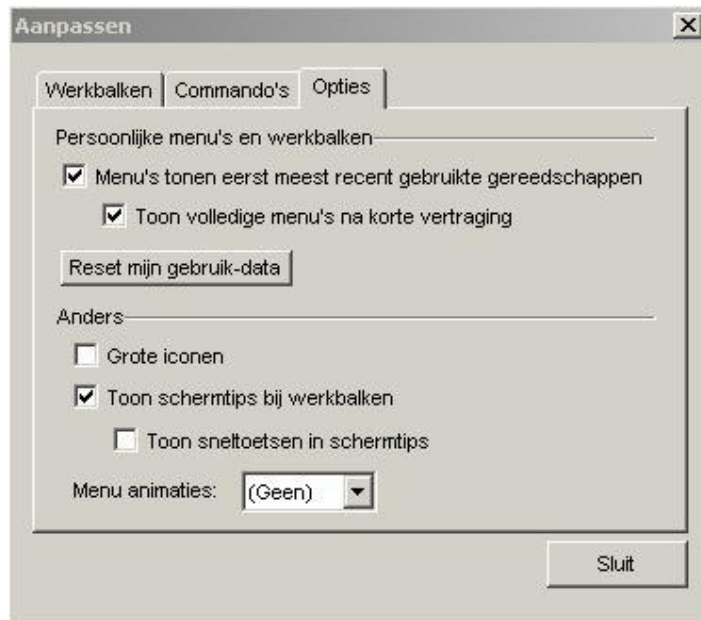 Aanpassen
Werkbalken Commando's Opties
Persoonlijke menu's en werkbalken
Menu's tonen eerst meest recent gebruikte gereedschappen
Toon volledige menu's na korte vertraging
Reset mijn gebruik-data
Anders
Grote iconen
Toon schermtips bij werkbalken
Toon sneltoetsen in schermtips
Menu animaties: (Geen)
Sluit